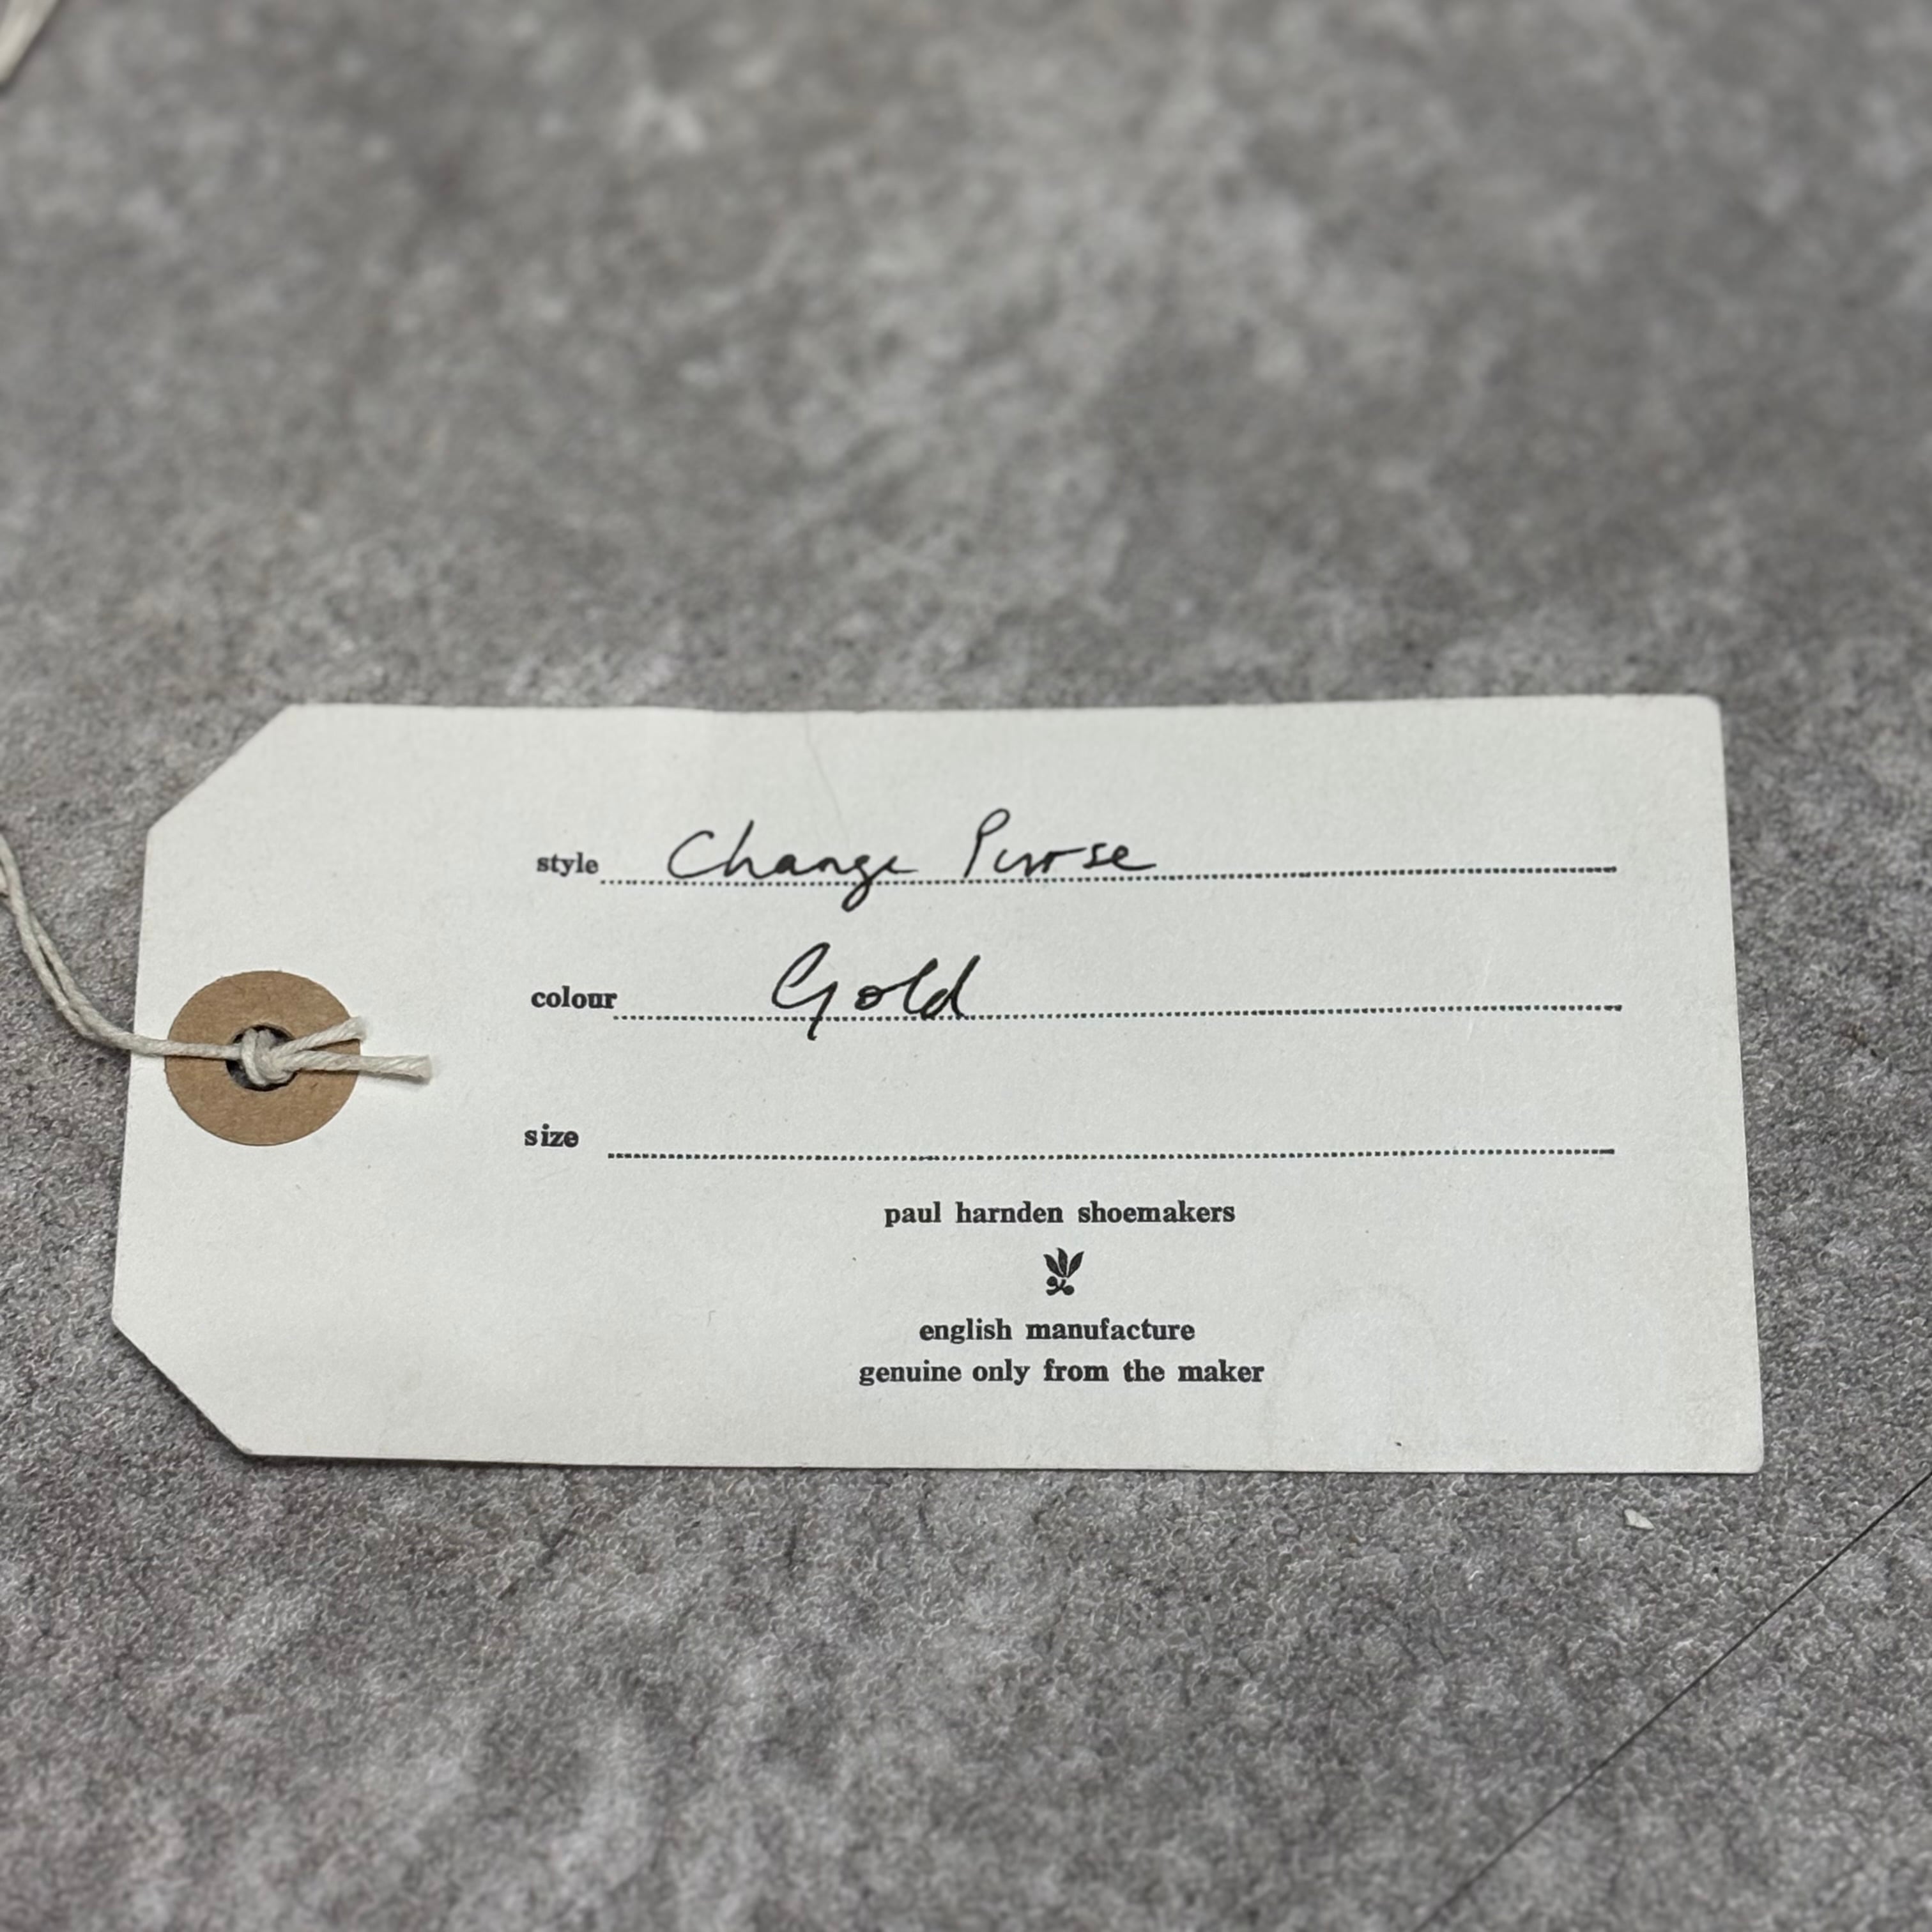 style Change Purse
colour Gold
size
paul harnden shoemakers
english manufacture
genuine only from the maker